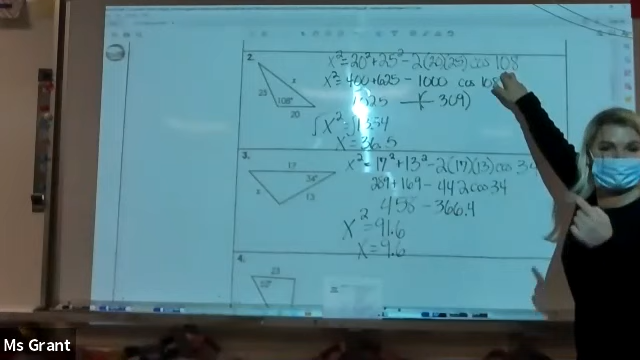 2.
x² = 20² + 25² - 2(20)(25) cos 108
x² = 400 + 625 - 1000 cos 108
25
x
108°
20
1025 - (- 309)
√x² = √1334
x = 36.5
3.
17
34°
x
13
x² = 17² + 13² - 2(17)(13) cos 34
289 + 169 - 442 cos 34
458 - 366.4
x² = 91.6
x = 9.6
4.
23
Ms Grant